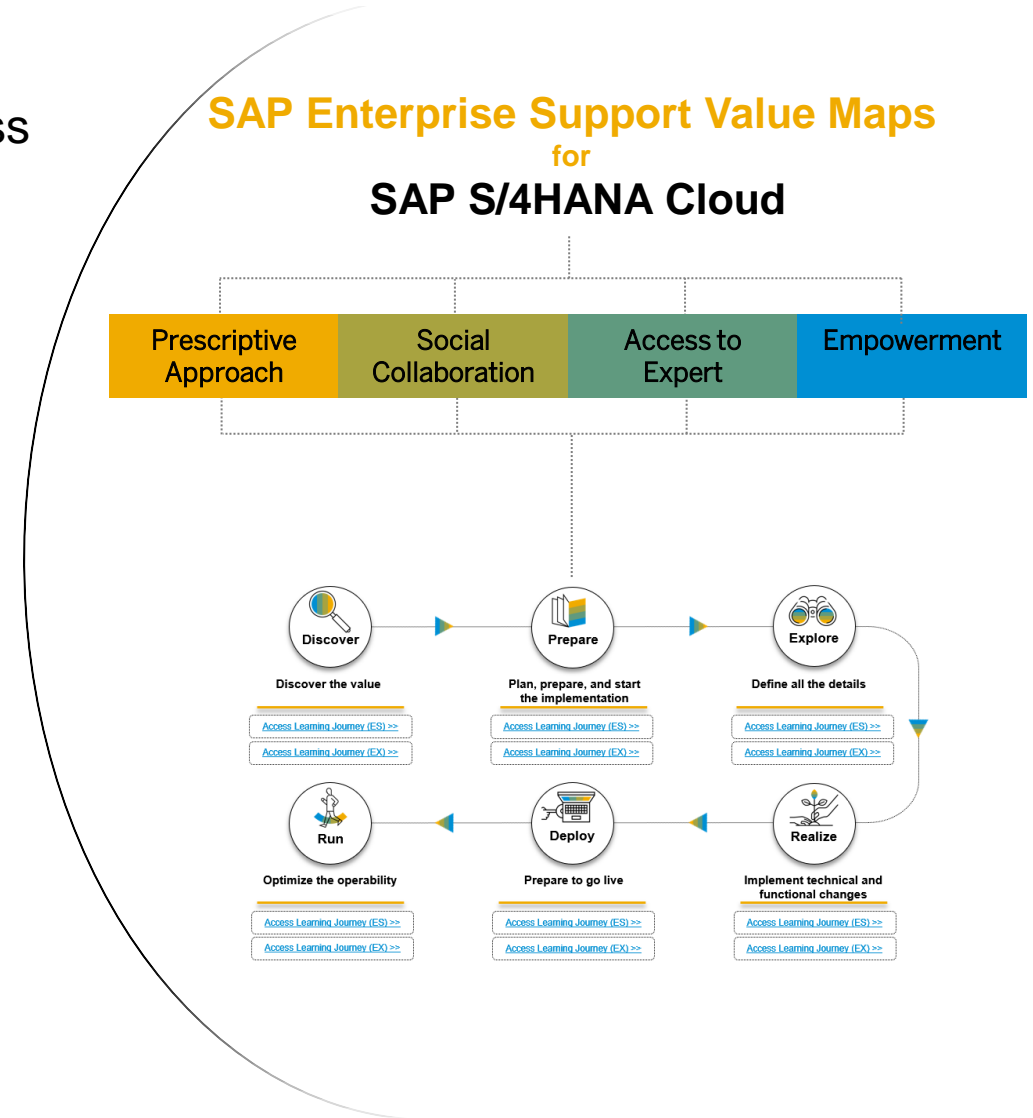 SAP Enterprise Support Value Maps
for
SAP S/4HANA Cloud
Prescriptive
Approach
Social
Collaboration
Access to
Expert
Empowerment
Discover
Discover the value
Access Learning Journey (ES) >>
Access Learning Journey (EX) >>
Prepare
Plan, prepare, and start
the implementation
Access Learning Journey (ES) >>
Access Learning Journey (EX) >>
Explore
Define all the details
Access Learning Journey (ES) >>
Access Learning Journey (EX) >>
Run
Optimize the operability
Access Learning Journey (ES) >>
Access Learning Journey (EX) >>
Deploy
Prepare to go live
Access Learning Journey (ES) >>
Access Learning Journey (EX) >>
Realize
Implement technical and
functional changes
Access Learning Journey (ES) >>
Access Learning Journey (EX) >>